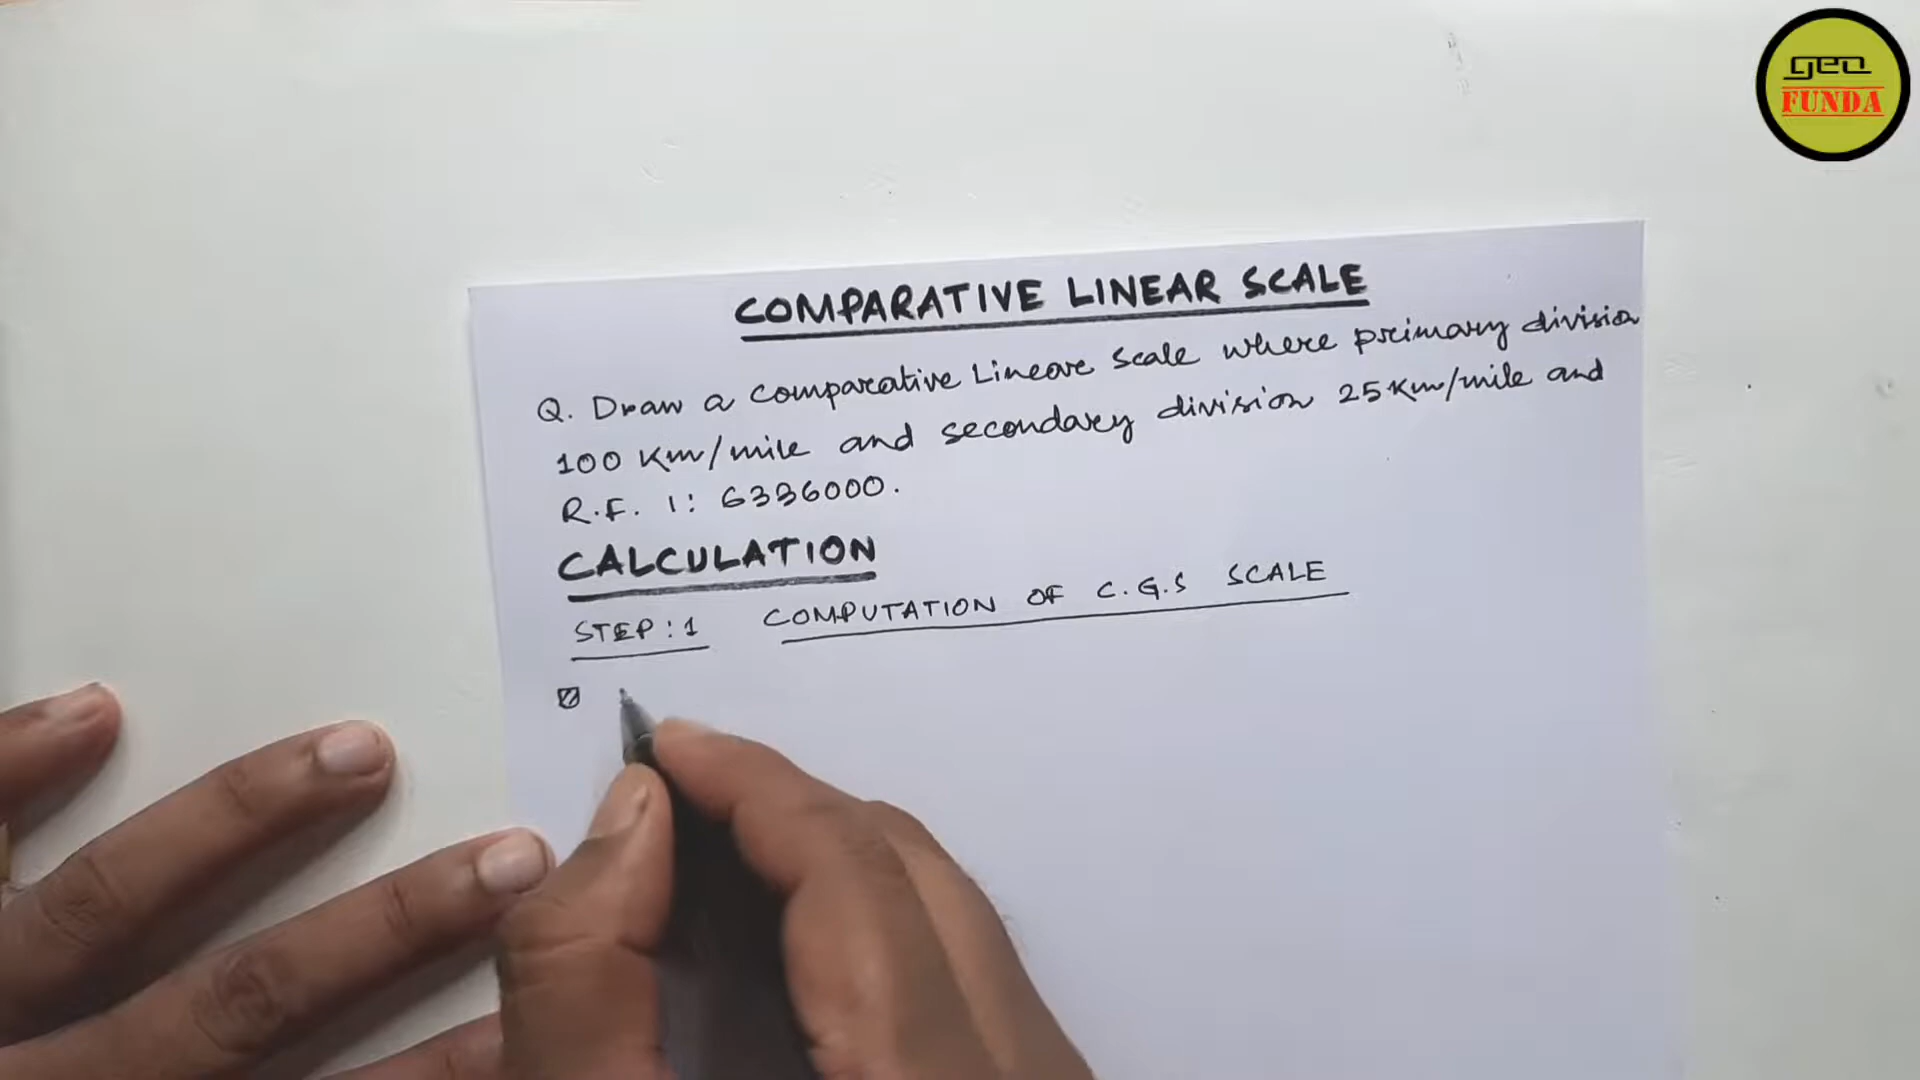 geo
FUNDA
COMPARATIVE LINEAR SCALE
Q. Draw a comparative Linear Scale where primary division
100 Km/mile and secondary division 25 Km/mile and
R.F. 1: 6336000.
CALCULATION
STEP:1 COMPUTATION OF C.G.S SCALE